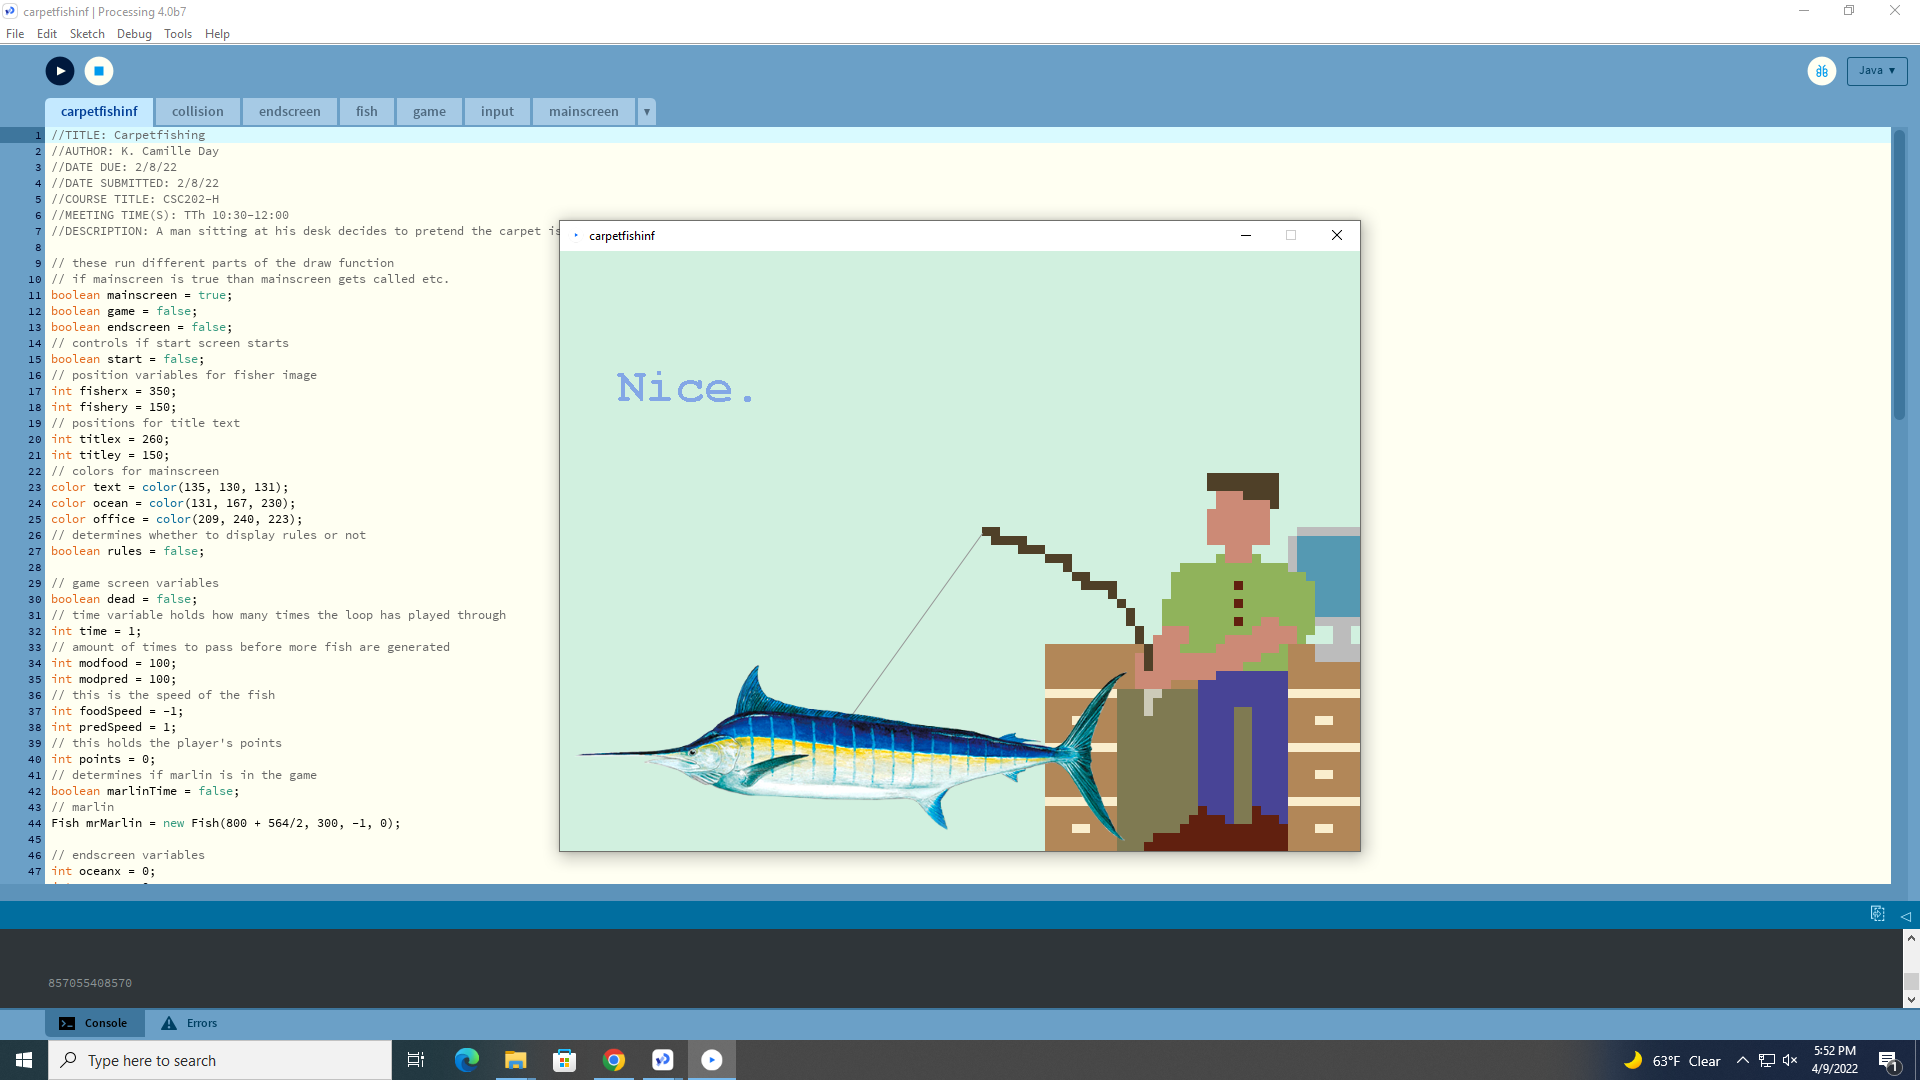 carpetfishinf | Processing 4.0b7
File Edit Sketch Debug Tools Help
Java ▾
carpetfishinf collision endscreen fish game input mainscreen ▾
1 //TITLE: Carpetfishing
2 //AUTHOR: K. Camille Day
3 //DATE DUE: 2/8/22
4 //DATE SUBMITTED: 2/8/22
5 //COURSE TITLE: CSC202-H
6 //MEETING TIME(S): TTh 10:30-12:00
7 //DESCRIPTION: A man sitting at his desk decides to pretend the carpet is
8
9 // these run different parts of the draw function
10 // if mainscreen is true than mainscreen gets called etc.
11 boolean mainscreen = true;
12 boolean game = false;
13 boolean endscreen = false;
14 // controls if start screen starts
15 boolean start = false;
16 // position variables for fisher image
17 int fisherx = 350;
18 int fishery = 150;
19 // positions for title text
20 int titlex = 260;
21 int titley = 150;
22 // colors for mainscreen
23 color text = color(135, 130, 131);
24 color ocean = color(131, 167, 230);
25 color office = color(209, 240, 223);
26 // determines whether to display rules or not
27 boolean rules = false;
28
29 // game screen variables
30 boolean dead = false;
31 // time variable holds how many times the loop has played through
32 int time = 1;
33 // amount of times to pass before more fish are generated
34 int modfood = 100;
35 int modpred = 100;
36 // this is the speed of the fish
37 int foodSpeed = -1;
38 int predSpeed = 1;
39 // this holds the player's points
40 int points = 0;
41 // determines if marlin is in the game
42 boolean marlinTime = false;
43 // marlin
44 Fish mrMarlin = new Fish(800 + 564/2, 300, -1, 0);
45
46 // endscreen variables
47 int oceanx = 0;
carpetfishinf
Nice.
857055408570
Console Errors
Type here to search
63°F Clear
5:52 PM
4/9/2022
1